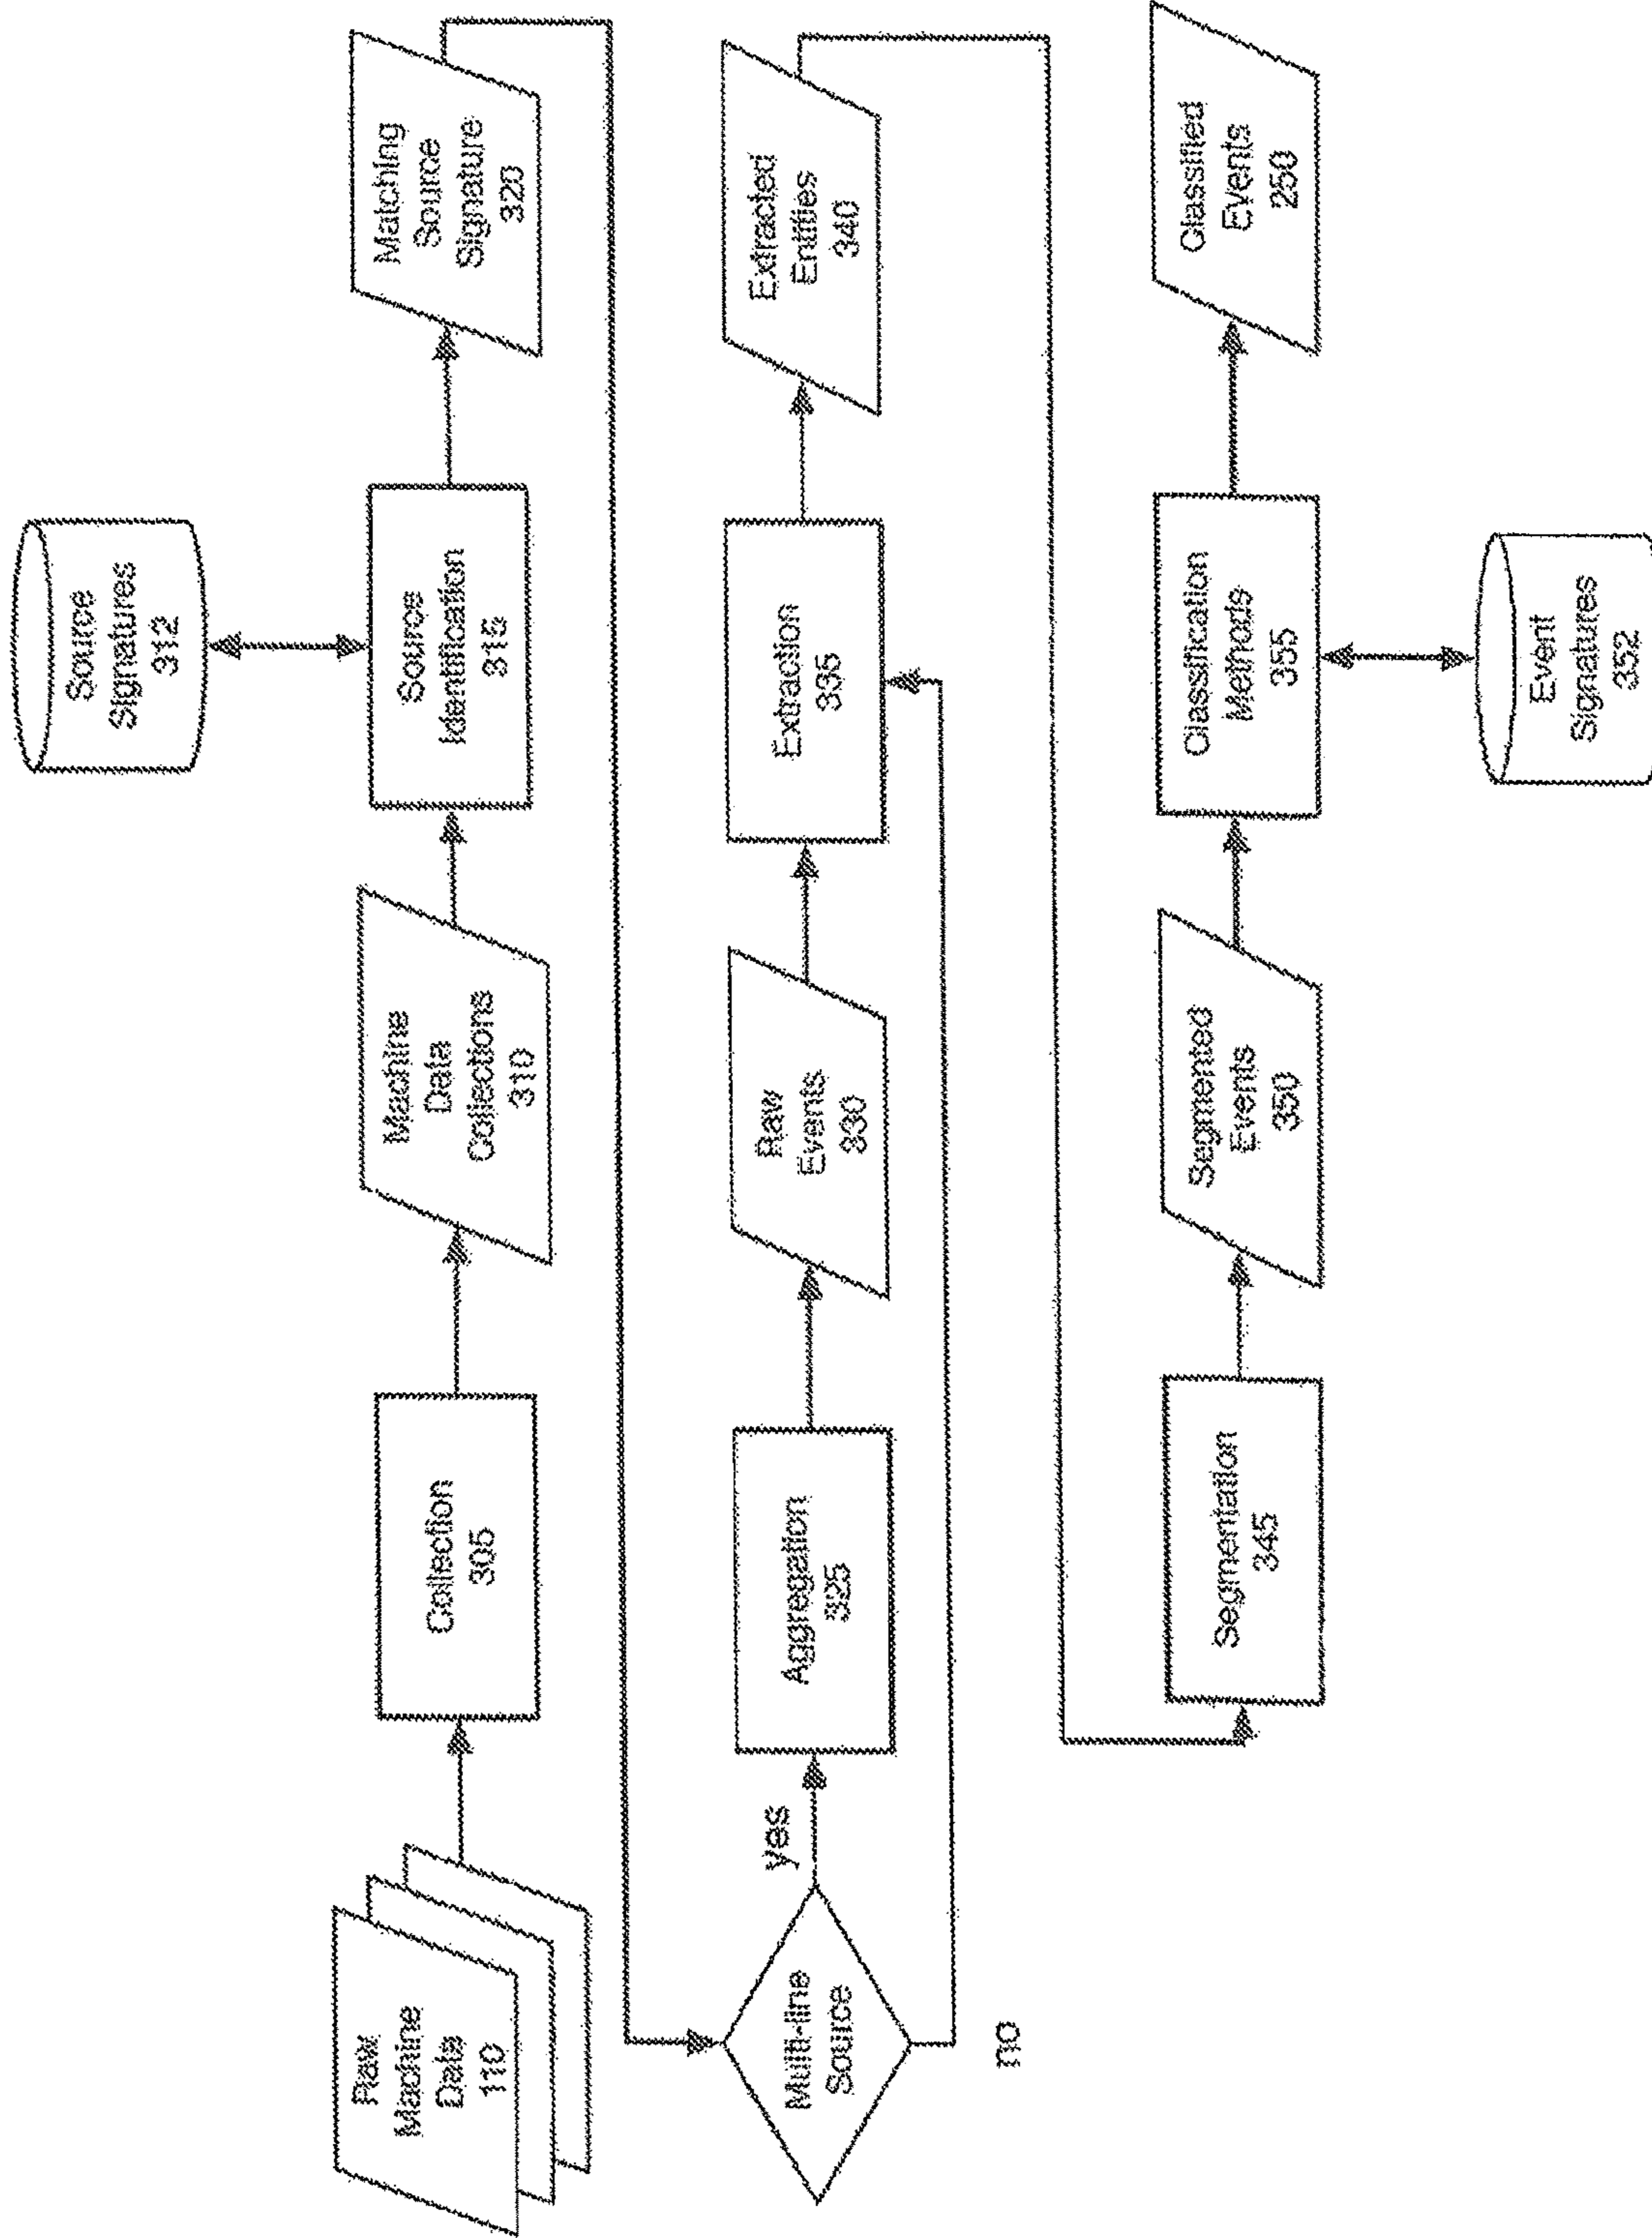 Source
Signatures
312
Raw
Machine
Data
110
Collection
305
Machine
Data
Collections
310
Source
Identification
315
Matching
Source
Signature
320
Multi-line
Source
yes
no
Aggregation
325
Raw
Events
330
Extraction
335
Extracted
Entities
340
Segmentation
345
Segmented
Events
350
Classification
Methods
355
Classified
Events
250
Event
Signatures
352